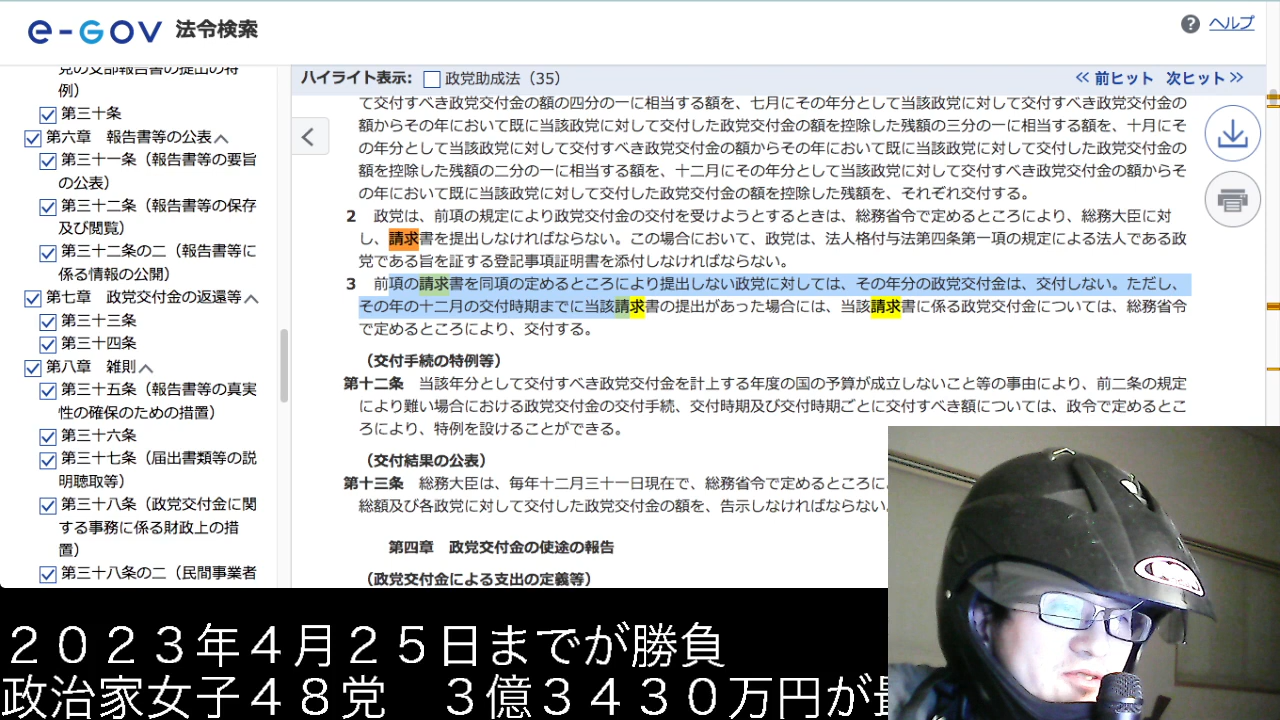 e-GOV 法令検索
ヘルプ
党の支部報告書の提出の特
例）
第三十条
第六章　報告書等の公表
第三十一条（報告書等の要旨
の公表）
第三十二条（報告書等の保存
及び閲覧）
第三十二条の二（報告書等に
係る情報の公開）
第七章　政党交付金の返還等
第三十三条
第三十四条
第八章　雑則
第三十五条（報告書等の真実
性の確保のための措置）
第三十六条
第三十七条（届出書類等の説
明聴取等）
第三十八条（政党交付金に関
する事務に係る財政上の措
置）
第三十八条の二（民間事業者
ハイライト表示: 政党助成法（35）
前ヒット 次ヒット
て交付すべき政党交付金の額の四分の一に相当する額を、七月にその年分として当該政党に対して交付すべき政党交付金の
額からその年において既に当該政党に対して交付した政党交付金の額を控除した残額の三分の一に相当する額を、十月にそ
の年分として当該政党に対して交付すべき政党交付金の額からその年において既に当該政党に対して交付した政党交付金の
額を控除した残額の二分の一に相当する額を、十二月にその年分として当該政党に対して交付すべき政党交付金の額からそ
の年において既に当該政党に対して交付した政党交付金の額を控除した残額を、それぞれ交付する。
2　政党は、前項の規定により政党交付金の交付を受けようとするときは、総務省令で定めるところにより、総務大臣に対
し、請求書を提出しなければならない。この場合において、政党は、法人格付与法第四条第一項の規定による法人である政
党である旨を証する登記事項証明書を添付しなければならない。
3　前項の請求書を同項の定めるところにより提出しない政党に対しては、その年分の政党交付金は、交付しない。ただし、
その年の十二月の交付時期までに当該請求書の提出があった場合には、当該請求書に係る政党交付金については、総務省令
で定めるところにより、交付する。
（交付手続の特例等）
第十二条　当該年分として交付すべき政党交付金を計上する年度の国の予算が成立しないこと等の事由により、前二条の規定
により難い場合における政党交付金の交付手続、交付時期及び交付時期ごとに交付すべき額については、政令で定めるとこ
ろにより、特例を設けることができる。
（交付結果の公表）
第十三条　総務大臣は、毎年十二月三十一日現在で、総務省令で定めるところに
総額及び各政党に対して交付した政党交付金の額を、告示しなければならない
第四章　政党交付金の使途の報告
（政党交付金による支出の定義等）
２０２３年４月２５日までが勝負
政治家女子４８党　３億３４３０万円が